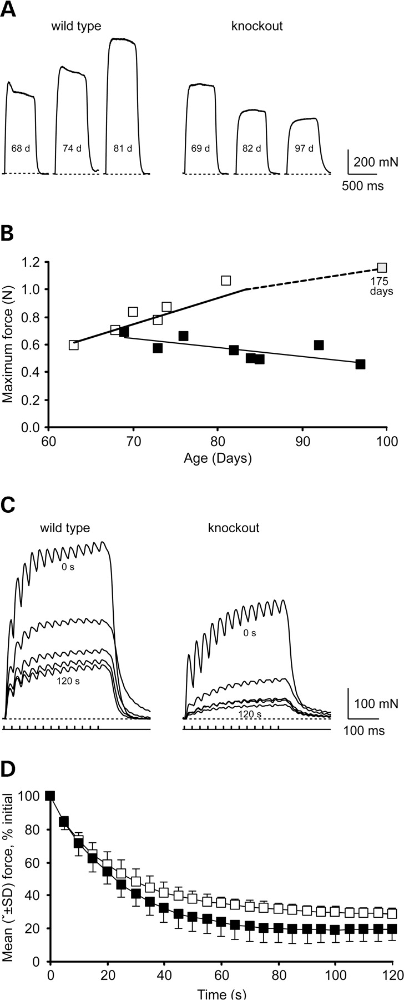 A
wild type
knockout
68 d
74 d
81 d
69 d
82 d
97 d
200 mN
500 ms
B
Maximum force (N)
1.2
1.0
0.8
0.6
0.4
0.2
0.0
175
days
60
70
80
90
100
Age (Days)
C
wild type
knockout
0 s
120 s
0 s
120 s
100 mN
100 ms
D
Mean (˘±SD) force, % initial
100
80
60
40
20
0
0
20
40
60
80
100
120
Time (s)